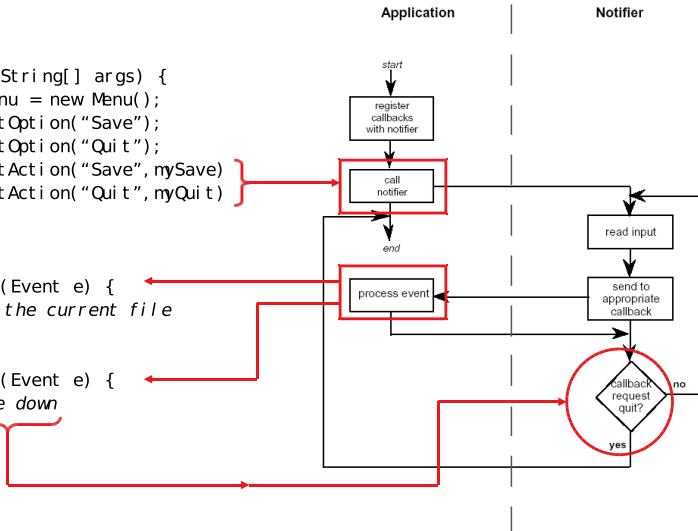 Application
Notifier
String[] args) {
nu = new Menu();
tOption(“Save”);
tOption(“Quit”);
tAction(“Save”, mySave)
tAction(“Quit”, myQuit)
(Event e) {
the current file
(Event e) {
e down
start
register
callbacks
with notifier
call
notifier
end
process event
read input
send to
appropriate
callback
callback
request
quit?
no
yes